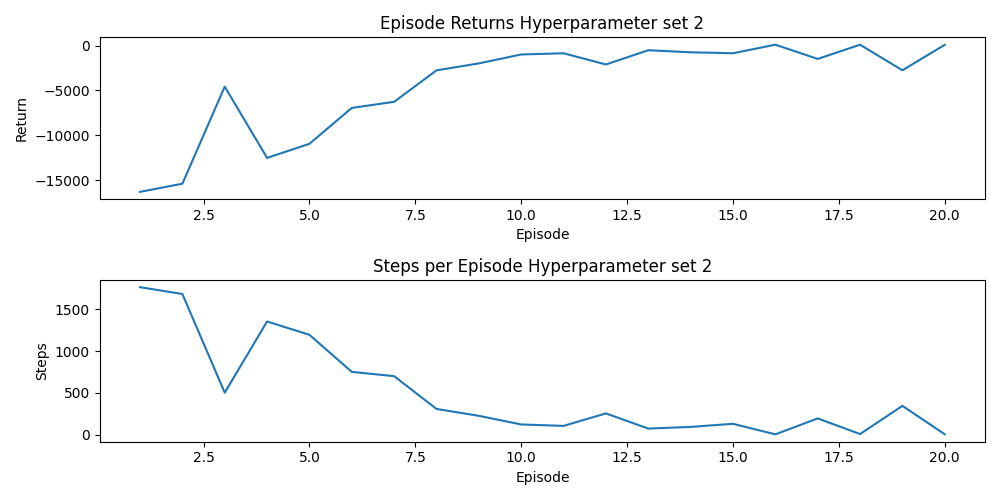 Episode Returns Hyperparameter set 2
0
−5000
−10000
−15000
Return
2.5 5.0 7.5 10.0 12.5 15.0 17.5 20.0
Episode
Steps per Episode Hyperparameter set 2
1500
1000
500
0
Steps
2.5 5.0 7.5 10.0 12.5 15.0 17.5 20.0
Episode